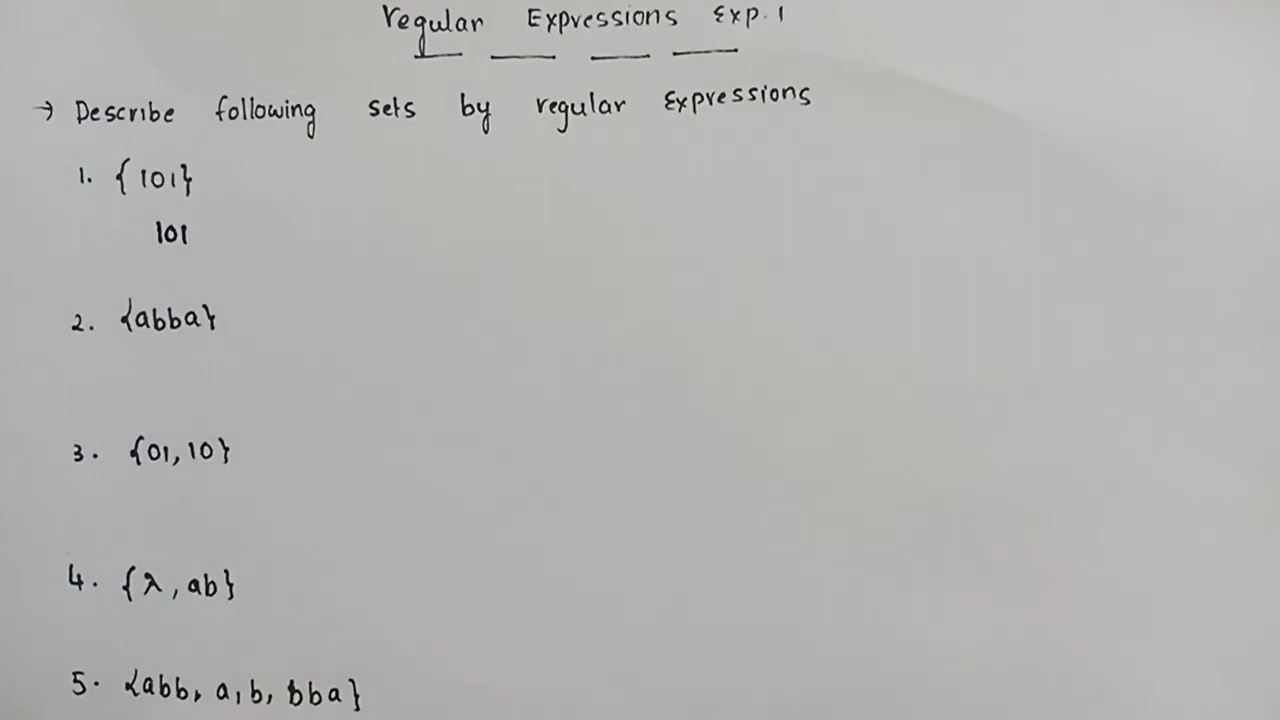 regular Expressions Exp.1
→ Describe following sets by regular Expressions
1. {101}
101
2. {abba}
3. {01,10}
4. {λ, ab}
5. {abb, a, b, bba}